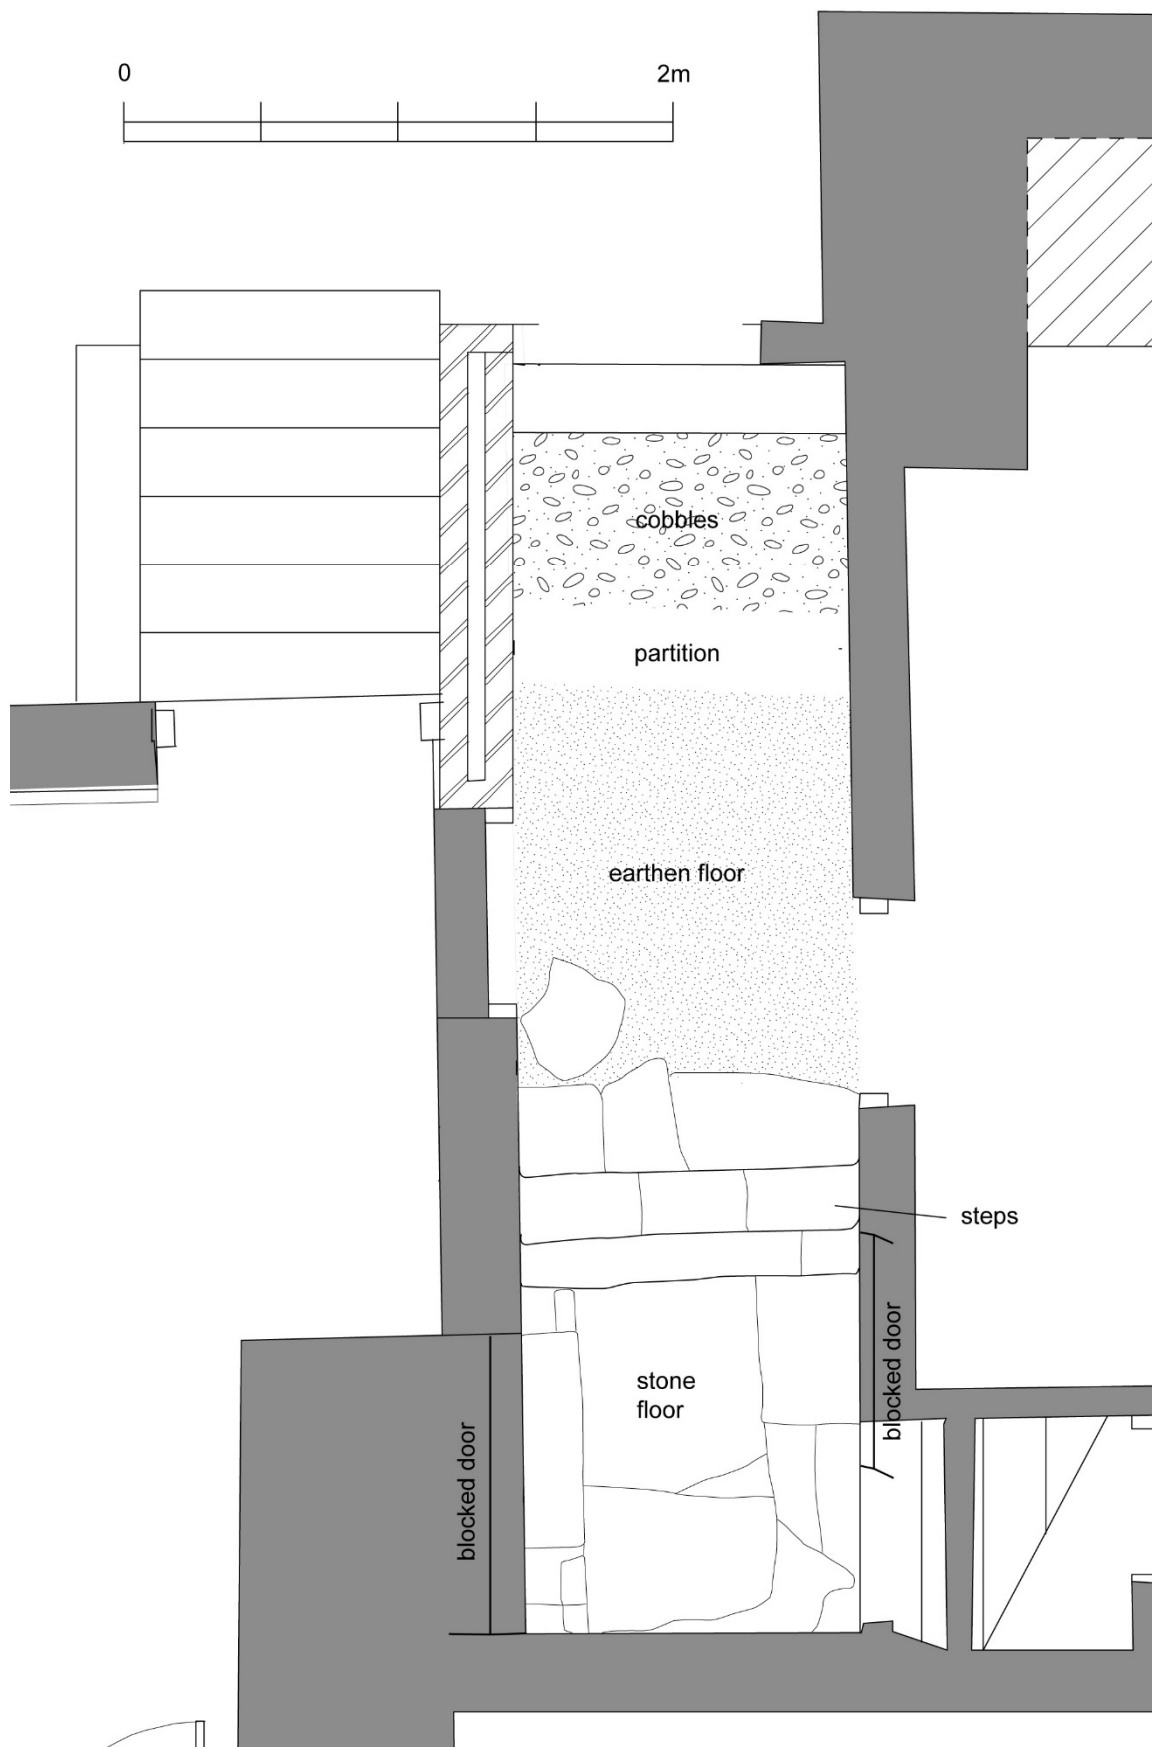 0
2m
cobbles
partition
earthen floor
steps
blocked door
stone
floor
blocked door